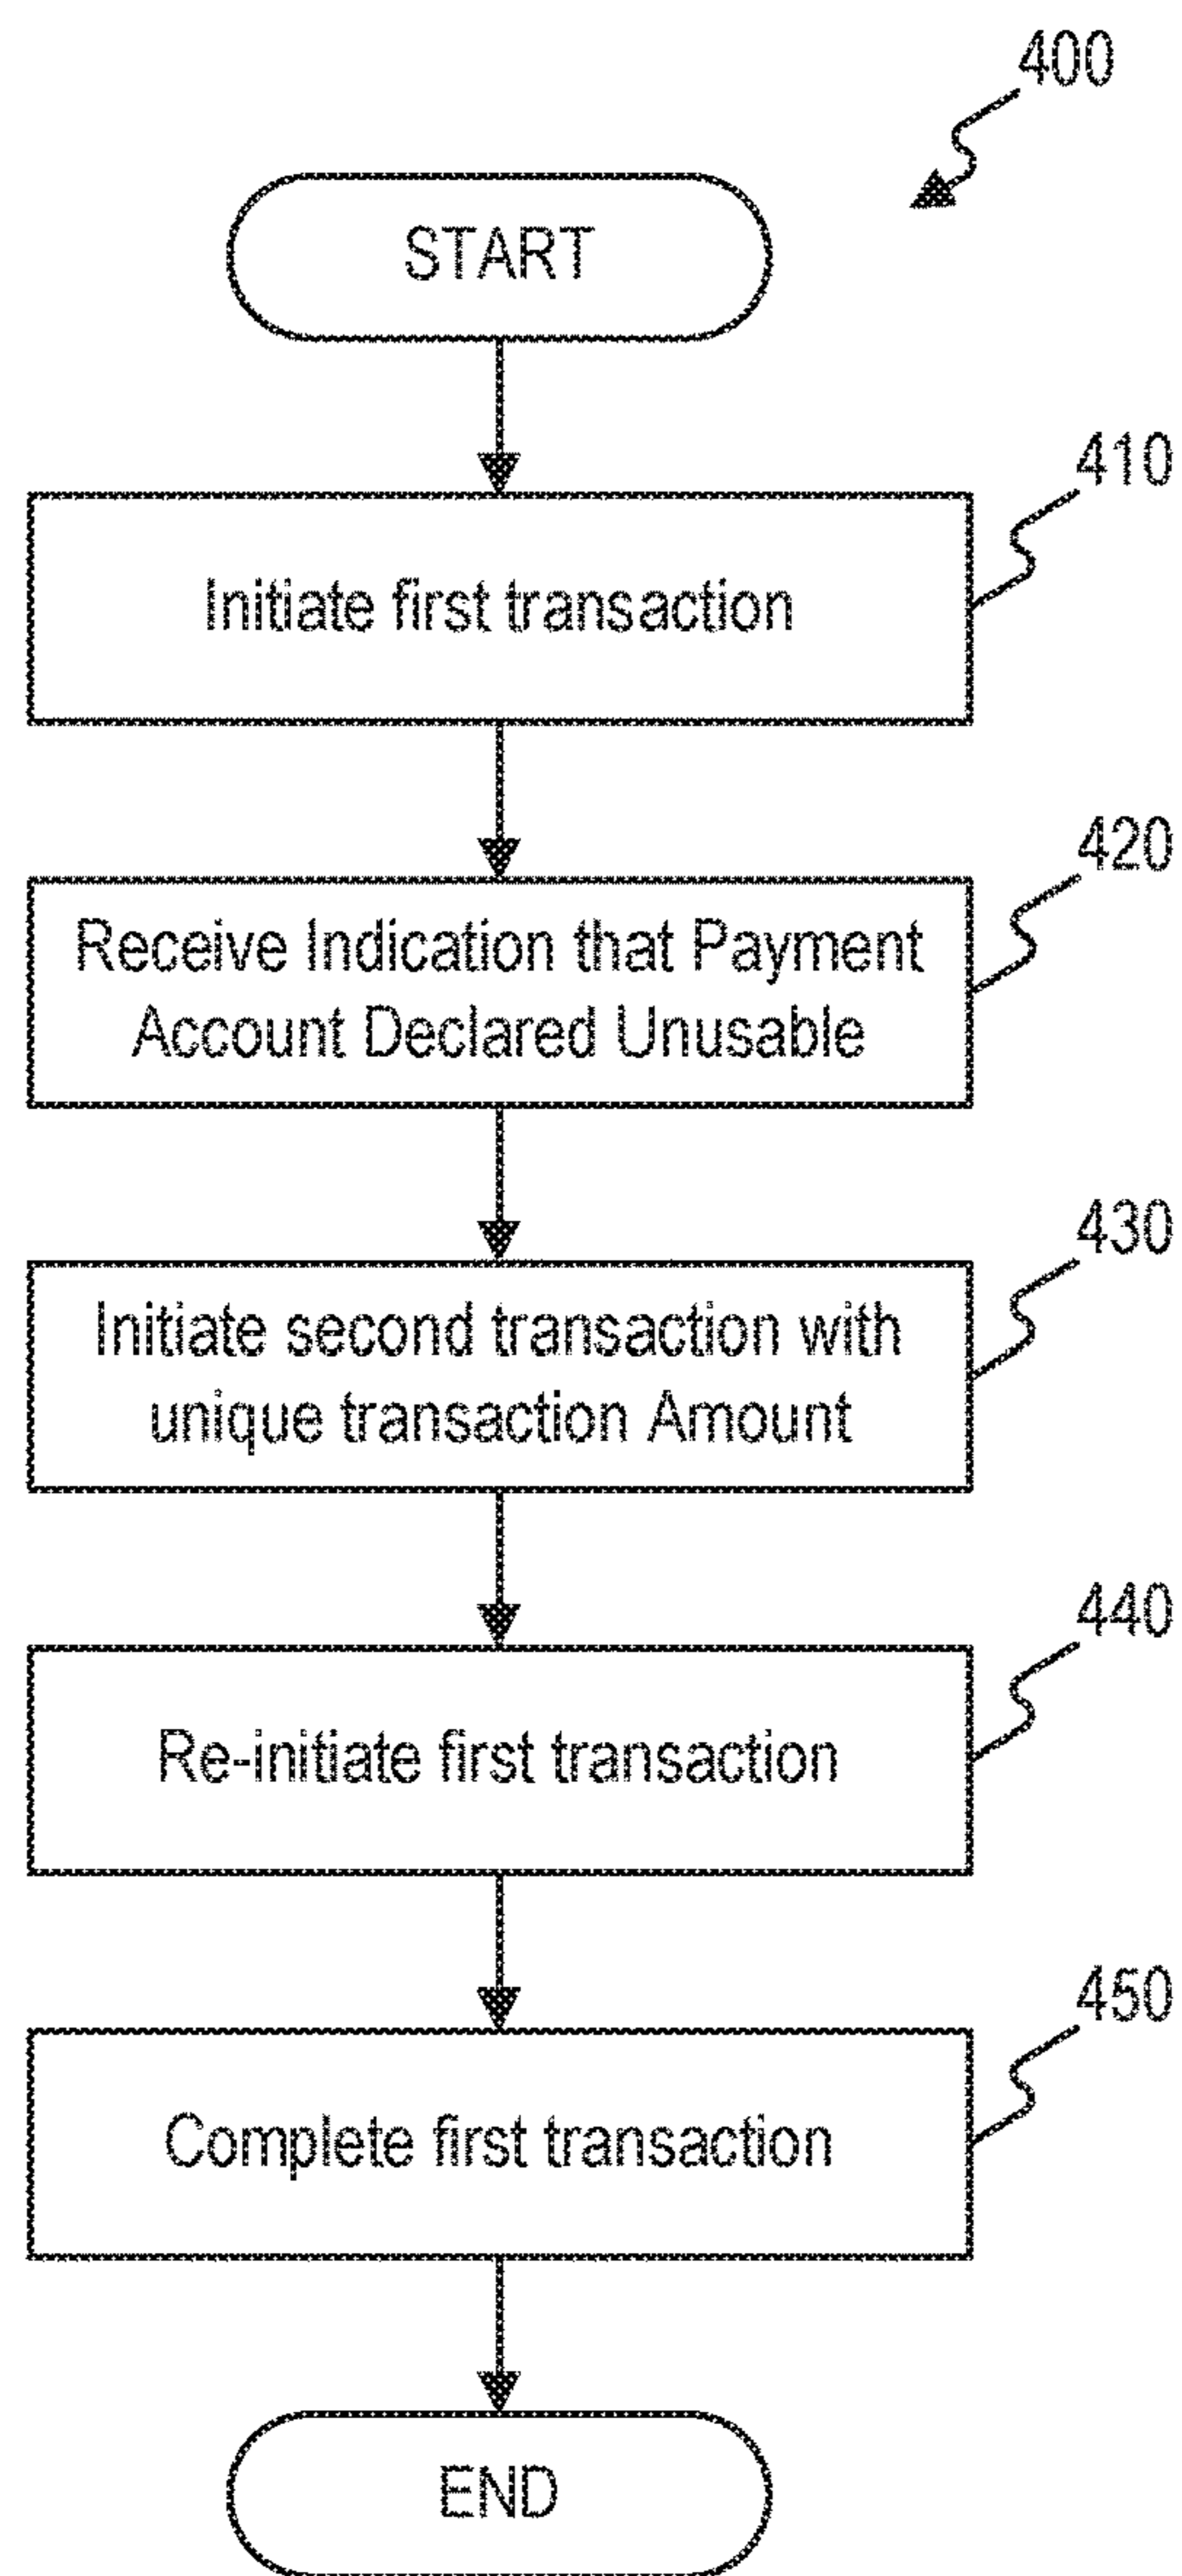 400
START
410
Initiate first transaction
420
Receive Indication that Payment
Account Declared Unusable
430
Initiate second transaction with
unique transaction Amount
440
Re-initiate first transaction
450
Complete first transaction
END